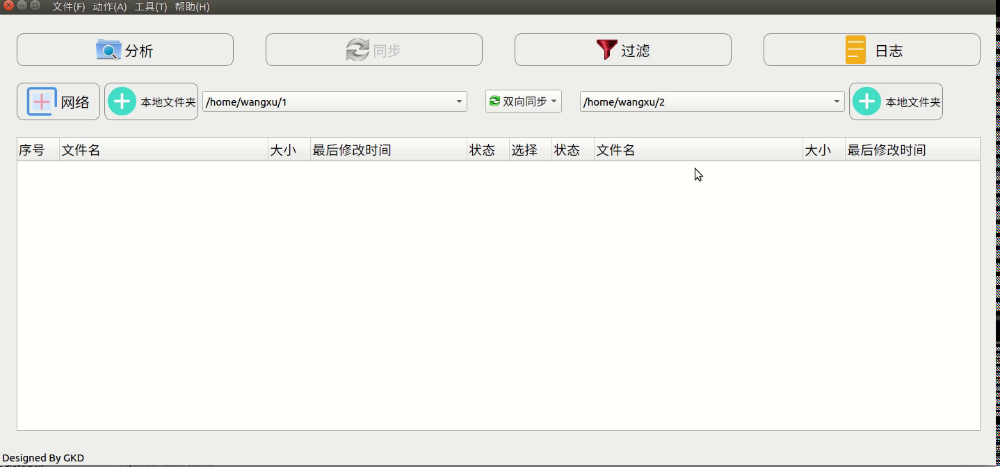 文件(F) 动作(A) 工具(T) 帮助(H)
分析 同步 过滤 日志
网络 本地文件夹 /home/wangxu/1 双向同步 /home/wangxu/2 本地文件夹
序号 文件名 大小 最后修改时间 状态 选择 状态 文件名 大小 最后修改时间
Designed By GKD